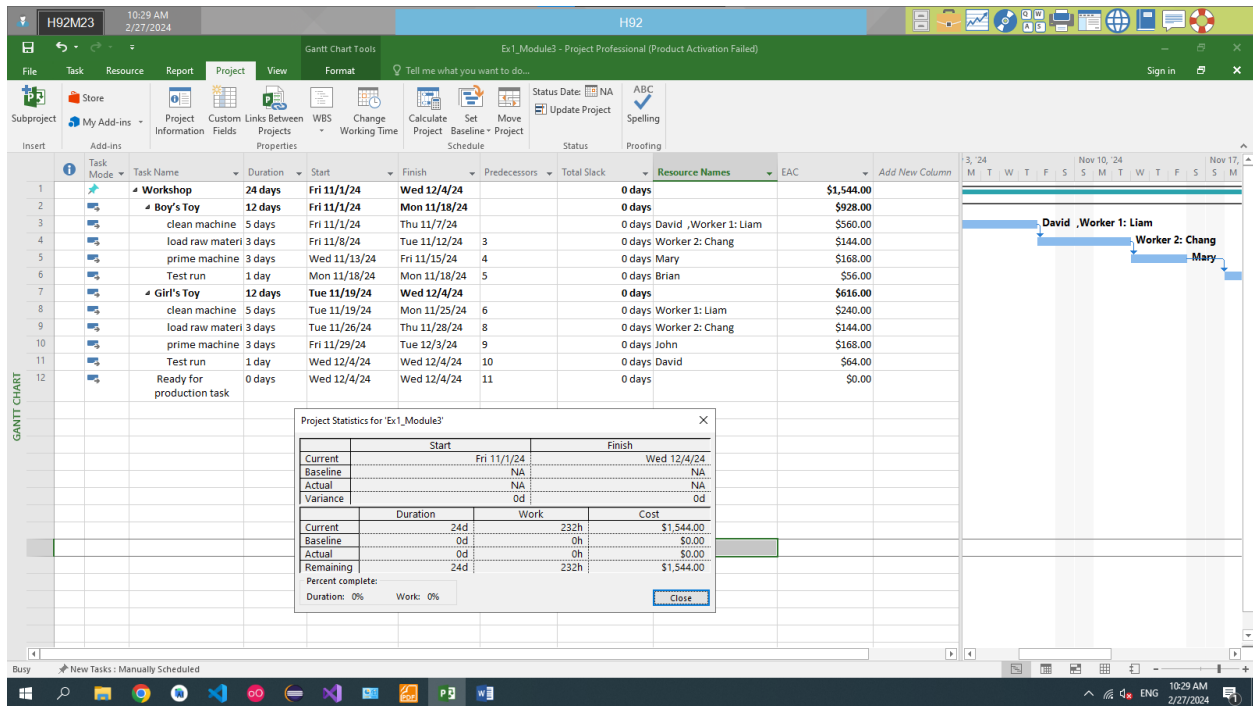 H92M23
10:29 AM
2/27/2024
H92
Gantt Chart Tools
Ex1_Module3 - Project Professional (Product Activation Failed)
File Task Resource Report Project View Format Tell me what you want to do... Sign in
Subproject
Store
My Add-ins
Project Information
Custom Fields
Links Between Projects
WBS
Change Working Time
Calculate Project
Set Baseline
Move Project
Status Date: NA
Update Project
ABC
Spelling
Insert Add-ins Properties Schedule Status Proofing
Task Mode Task Name Duration Start Finish Predecessors Total Slack Resource Names EAC Add New Column
3, '24 Nov 10, '24 Nov 17,
M T W T F S S M T W T F S S M
1 Workshop 24 days Fri 11/1/24 Wed 12/4/24 0 days $1,544.00
2 Boy's Toy 12 days Fri 11/1/24 Mon 11/18/24 0 days $928.00
3 clean machine 5 days Fri 11/1/24 Thu 11/7/24 0 days David ,Worker 1: Liam $560.00
4 load raw materi 3 days Fri 11/8/24 Tue 11/12/24 3 0 days Worker 2: Chang $144.00
5 prime machine 3 days Wed 11/13/24 Fri 11/15/24 4 0 days Mary $168.00
6 Test run 1 day Mon 11/18/24 Mon 11/18/24 5 0 days Brian $56.00
7 Girl's Toy 12 days Tue 11/19/24 Wed 12/4/24 0 days $616.00
8 clean machine 5 days Tue 11/19/24 Mon 11/25/24 6 0 days Worker 1: Liam $240.00
9 load raw materi 3 days Tue 11/26/24 Thu 11/28/24 8 0 days Worker 2: Chang $144.00
10 prime machine 3 days Fri 11/29/24 Tue 12/3/24 9 0 days John $168.00
11 Test run 1 day Wed 12/4/24 Wed 12/4/24 10 0 days David $64.00
12 Ready for production task 0 days Wed 12/4/24 Wed 12/4/24 11 0 days $0.00
David ,Worker 1: Liam
Worker 2: Chang
Mary
GANTT CHART
Project Statistics for 'Ex1_Module3'
Start Finish
Current Fri 11/1/24 Wed 12/4/24
Baseline NA NA
Actual NA NA
Variance 0d 0d
Duration Work Cost
Current 24d 232h $1,544.00
Baseline 0d 0h $0.00
Actual 0d 0h $0.00
Remaining 24d 232h $1,544.00
Percent complete:
Duration: 0% Work: 0%
Close
Busy New Tasks : Manually Scheduled
ENG
10:29 AM
2/27/2024